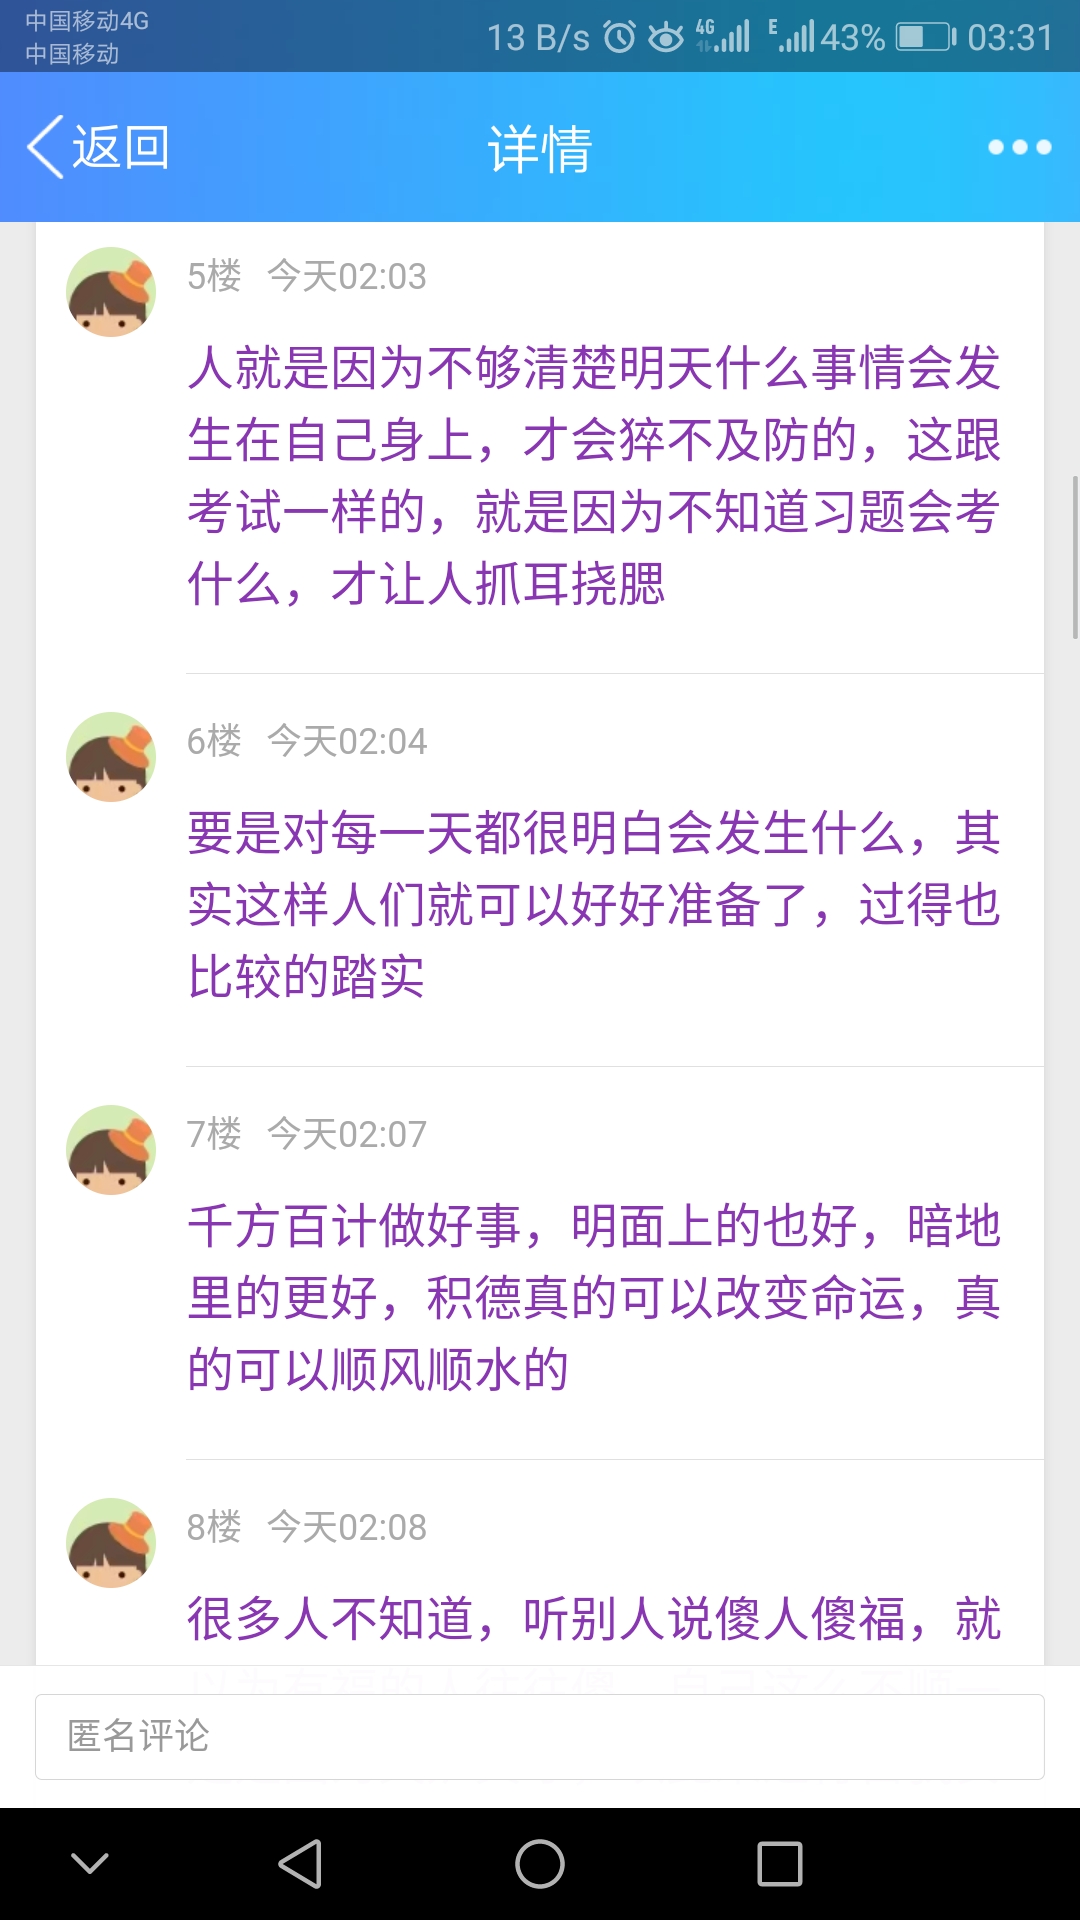 中国移动4G
中国移动
13 B/s 4G E 43% 03:31
返回 详情
5楼 今天02:03
人就是因为不够清楚明天什么事情会发
生在自己身上，才会猝不及防的，这跟
考试一样的，就是因为不知道习题会考
什么，才让人抓耳挠腮
6楼 今天02:04
要是对每一天都很明白会发生什么，其
实这样人们就可以好好准备了，过得也
比较的踏实
7楼 今天02:07
千方百计做好事，明面上的也好，暗地
里的更好，积德真的可以改变命运，真
的可以顺风顺水的
8楼 今天02:08
很多人不知道，听别人说傻人傻福，就
匿名评论